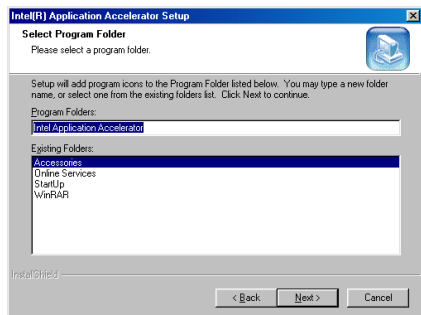 Intel(R) Application Accelerator Setup
Select Program Folder
Please select a program folder.
Setup will add program icons to the Program Folder listed below. You may type a new folder
name, or select one from the existing folders list. Click Next to continue.
Program Folders:
Intel Application Accelerator
Existing Folders:
Accessories
Online Services
StartUp
WinRAR
InstallShield
< Back
Next >
Cancel